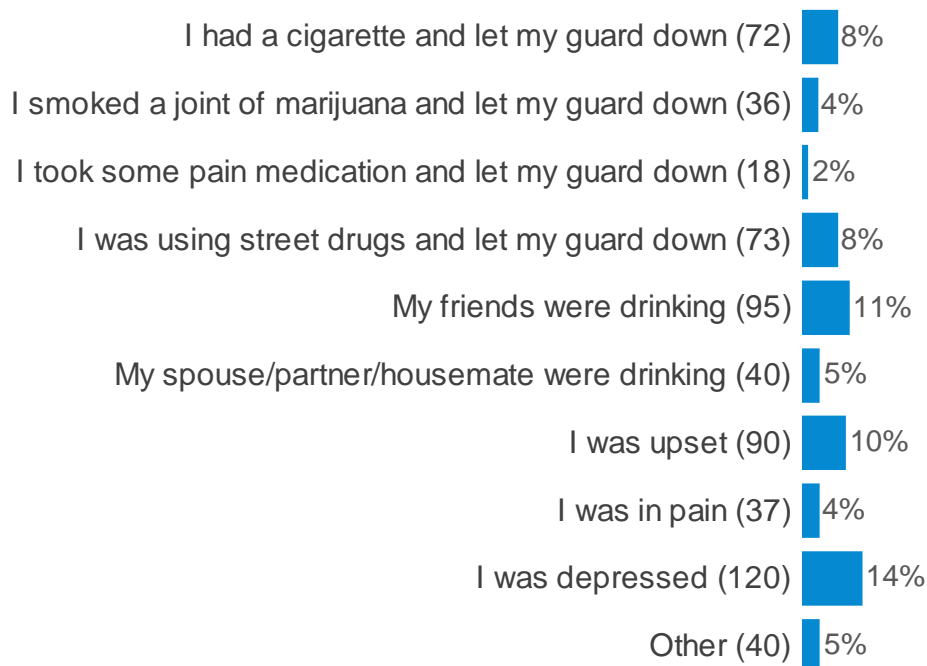 I had a cigarette and let my guard down (72) 8%
I smoked a joint of marijuana and let my guard down (36) 4%
I took some pain medication and let my guard down (18) 2%
I was using street drugs and let my guard down (73) 8%
My friends were drinking (95) 11%
My spouse/partner/housemate were drinking (40) 5%
I was upset (90) 10%
I was in pain (37) 4%
I was depressed (120) 14%
Other (40) 5%